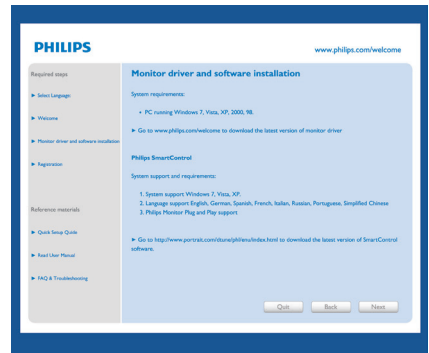 PHILIPS
www.philips.com/welcome
Required steps
Select Language:
Welcome
Monitor driver and software installation
Registration
Reference materials
Quick Setup Quide
Read User Manual
FAQ & Troubleshooting
Monitor driver and software installation
System requirements:
• PC running Windows 7, Vista, XP, 2000, 98.
Go to www.philips.com/welcome to download the latest version of monitor driver
Philips SmartControl
System support and requirements:
1. System support Windows 7, Vista, XP.
2. Language support English, German, Spanish, French, Italian, Russian, Portuguese, Simplified Chinese
3. Philips Monitor Plag and Play support
Go to http://www.portrait.com/dtune/phl/enu/index.html to download the latest version of SmartControl
software.
Quit
Back
Next